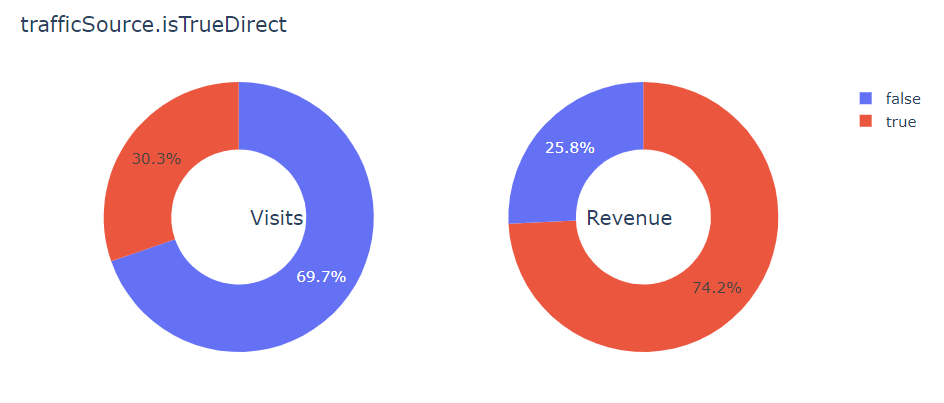 trafficSource.isTrueDirect
false
true
30.3%
25.8%
Visits
Revenue
69.7%
74.2%